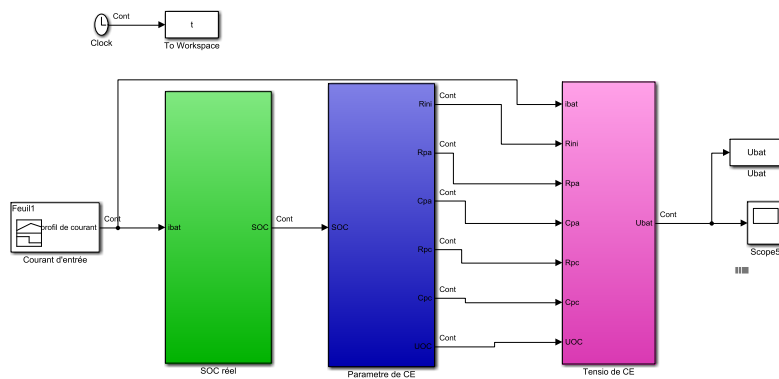 Cont
t
Clock
To Workspace
Cont
Rini
ibat
Cont
Rini
Rpa
Rpa
Cont
Cpa
Cpa
Feuil1
profil de courant
Cont
ibat
SOC
Cont
SOC
Ubat
Cont
Ubat
Ubat
Cont
Rpc
Rpc
Scope5
Courant d'entrée
Cont
Cpc
Cpc
Cont
UOC
UOC
SOC réel
Parametre de CE
Tensio de CE